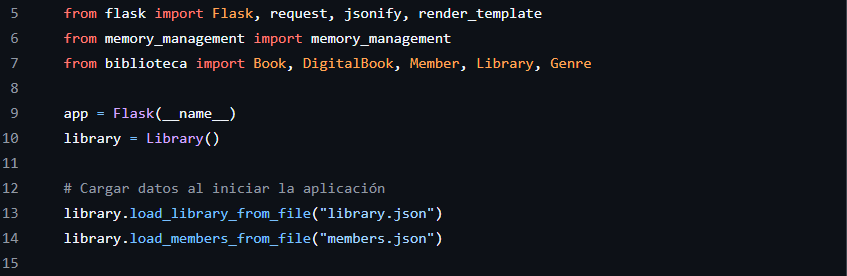 5 from flask import Flask, request, jsonify, render_template
6 from memory_management import memory_management
7 from biblioteca import Book, DigitalBook, Member, Library, Genre
8
9 app = Flask(__name__)
10 library = Library()
11
12 # Cargar datos al iniciar la aplicación
13 library.load_library_from_file("library.json")
14 library.load_members_from_file("members.json")
15